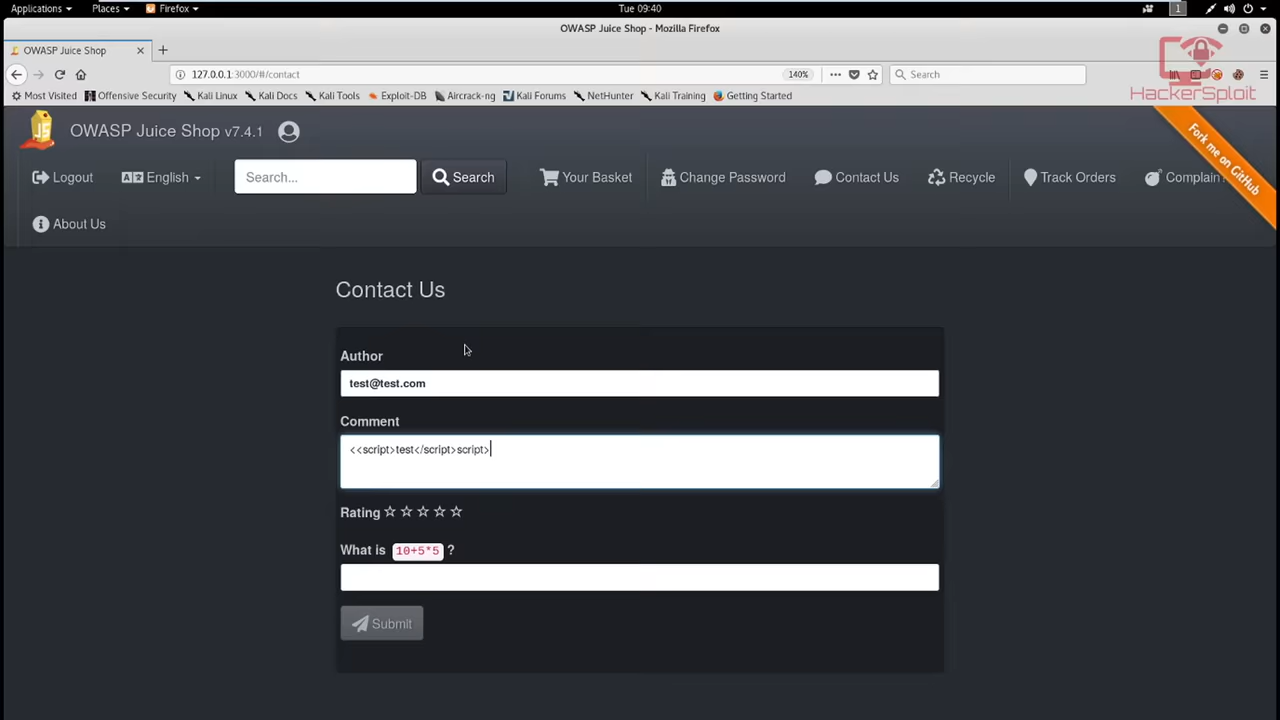 Applications Places Firefox Tue 09:40 1
OWASP Juice Shop - Mozilla Firefox
OWASP Juice Shop
127.0.0.1:3000/#/contact 140% Search
Most Visited Offensive Security Kali Linux Kali Docs Kali Tools Exploit-DB Aircrack-ng Kali Forums NetHunter Kali Training Getting Started
HackerSploit
OWASP Juice Shop v7.4.1
Fork me on GitHub
Logout English Search... Search Your Basket Change Password Contact Us Recycle Track Orders Complain?
About Us
Contact Us
Author
test@test.com
Comment
<<script>test</script>script>
Rating
What is 10+5*5 ?
Submit